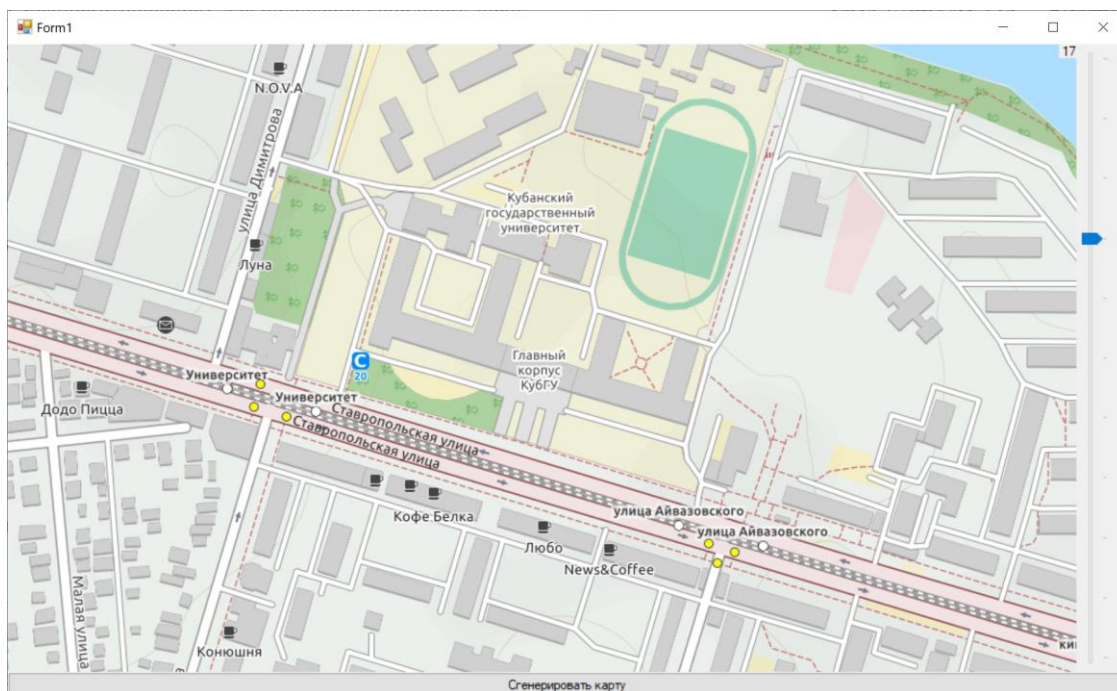 Form1
17
N.O.V.A
улица Димитрова
Кубанский
государственный
университет
Луна
Главный
корпус
КубГУ
С
20
Университет
Университет
Додо Пицца
Ставропольская улица
Ставропольская улица
Кофе Белка
улица Айвазовского
улица Айвазовского
Любо
News&Coffee
Малая улица
Конюшня
Сгенерировать карту